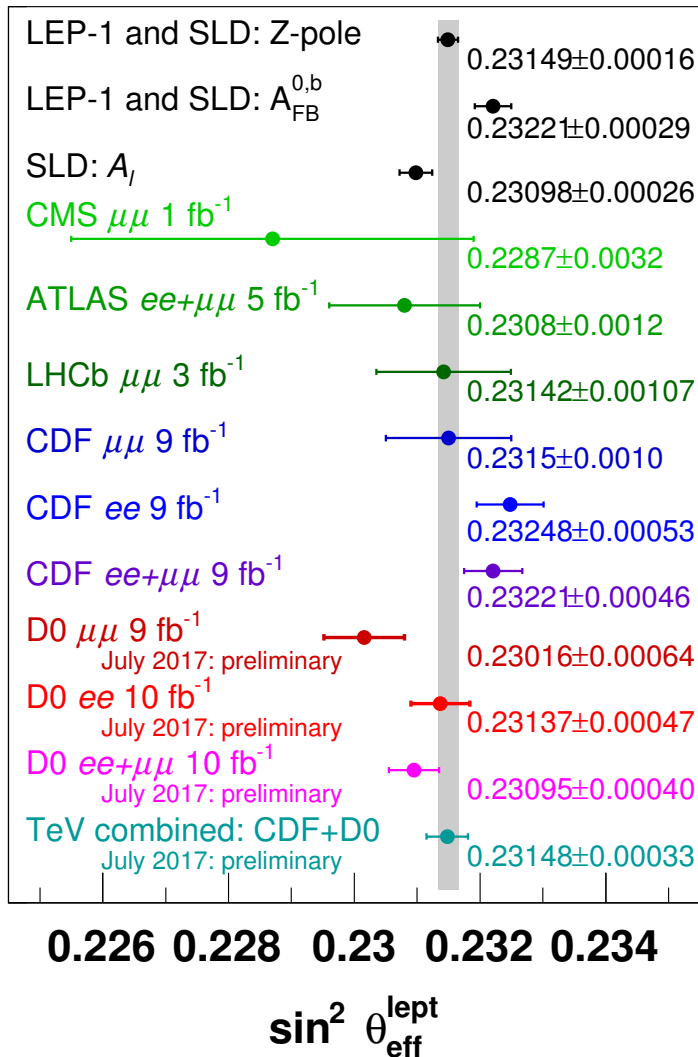 LEP-1 and SLD: Z-pole
0.23149±0.00016
LEP-1 and SLD: A_FB^0,b
0.23221±0.00029
SLD: A_l
0.23098±0.00026
CMS μμ 1 fb⁻¹
0.2287±0.0032
ATLAS ee+μμ 5 fb⁻¹
0.2308±0.0012
LHCb μμ 3 fb⁻¹
0.23142±0.00107
CDF μμ 9 fb⁻¹
0.2315±0.0010
CDF ee 9 fb⁻¹
0.23248±0.00053
CDF ee+μμ 9 fb⁻¹
0.23221±0.00046
D0 μμ 9 fb⁻¹
July 2017: preliminary
0.23016±0.00064
D0 ee 10 fb⁻¹
July 2017: preliminary
0.23137±0.00047
D0 ee+μμ 10 fb⁻¹
July 2017: preliminary
0.23095±0.00040
TeV combined: CDF+D0
July 2017: preliminary
0.23148±0.00033
0.226 0.228 0.23 0.232 0.234
sin² θ_eff^lept